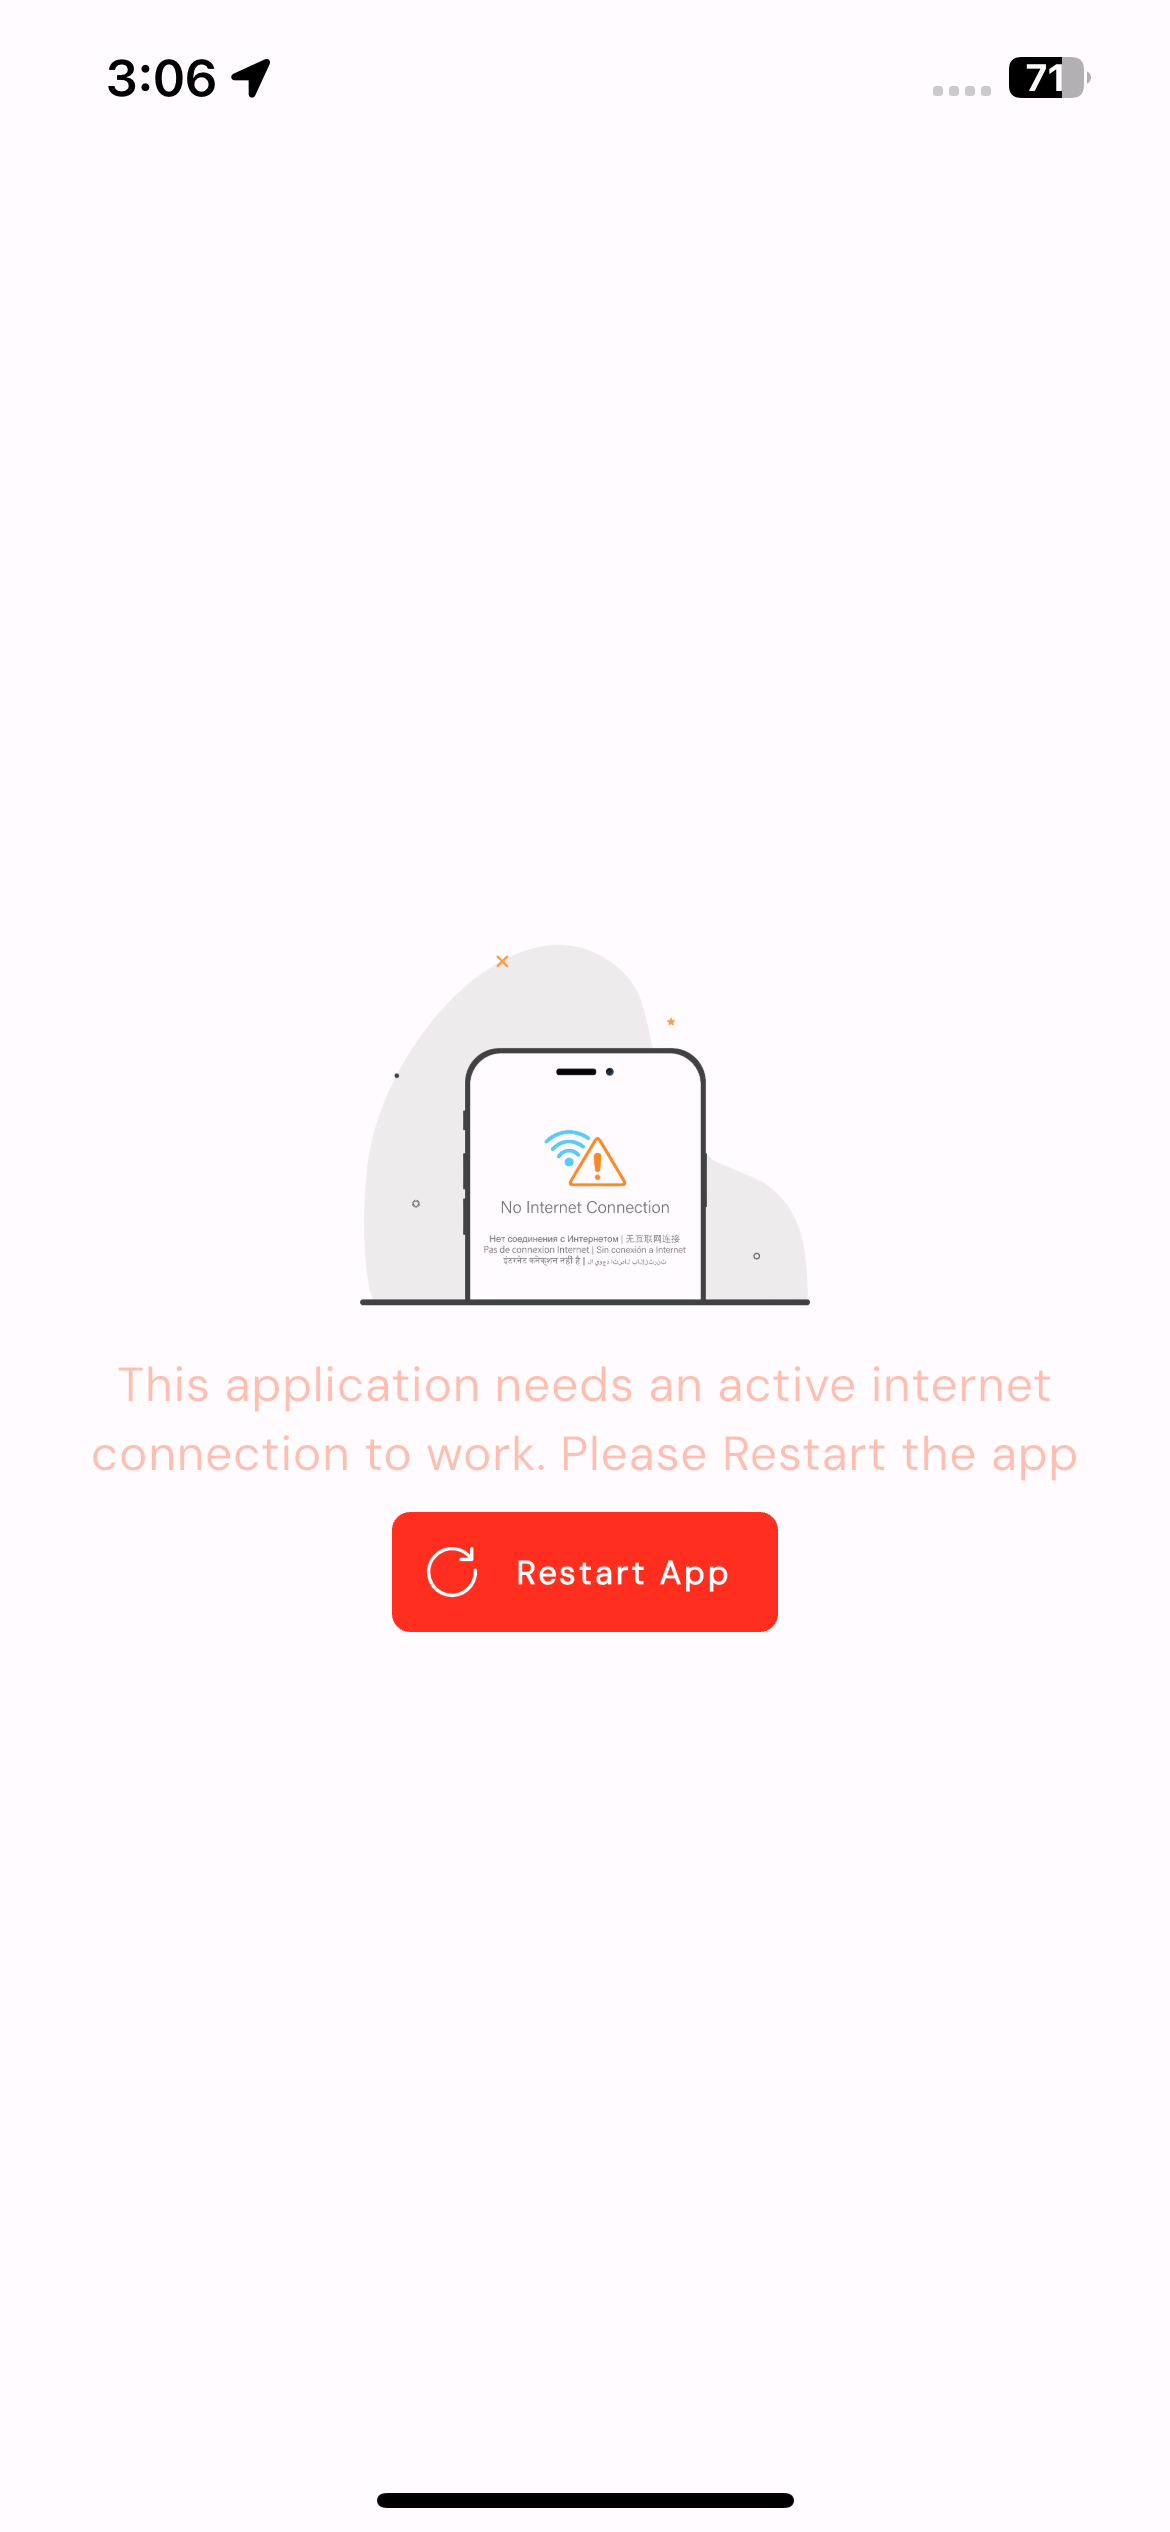 3:06
71
No Internet Connection
Нет соединения с Интернетом | 无互联网连接
Pas de connexion Internet | Sin conexión a Internet
इंटरनेट कनेक्शन नहीं है |
This application needs an active internet
connection to work. Please Restart the app
Restart App